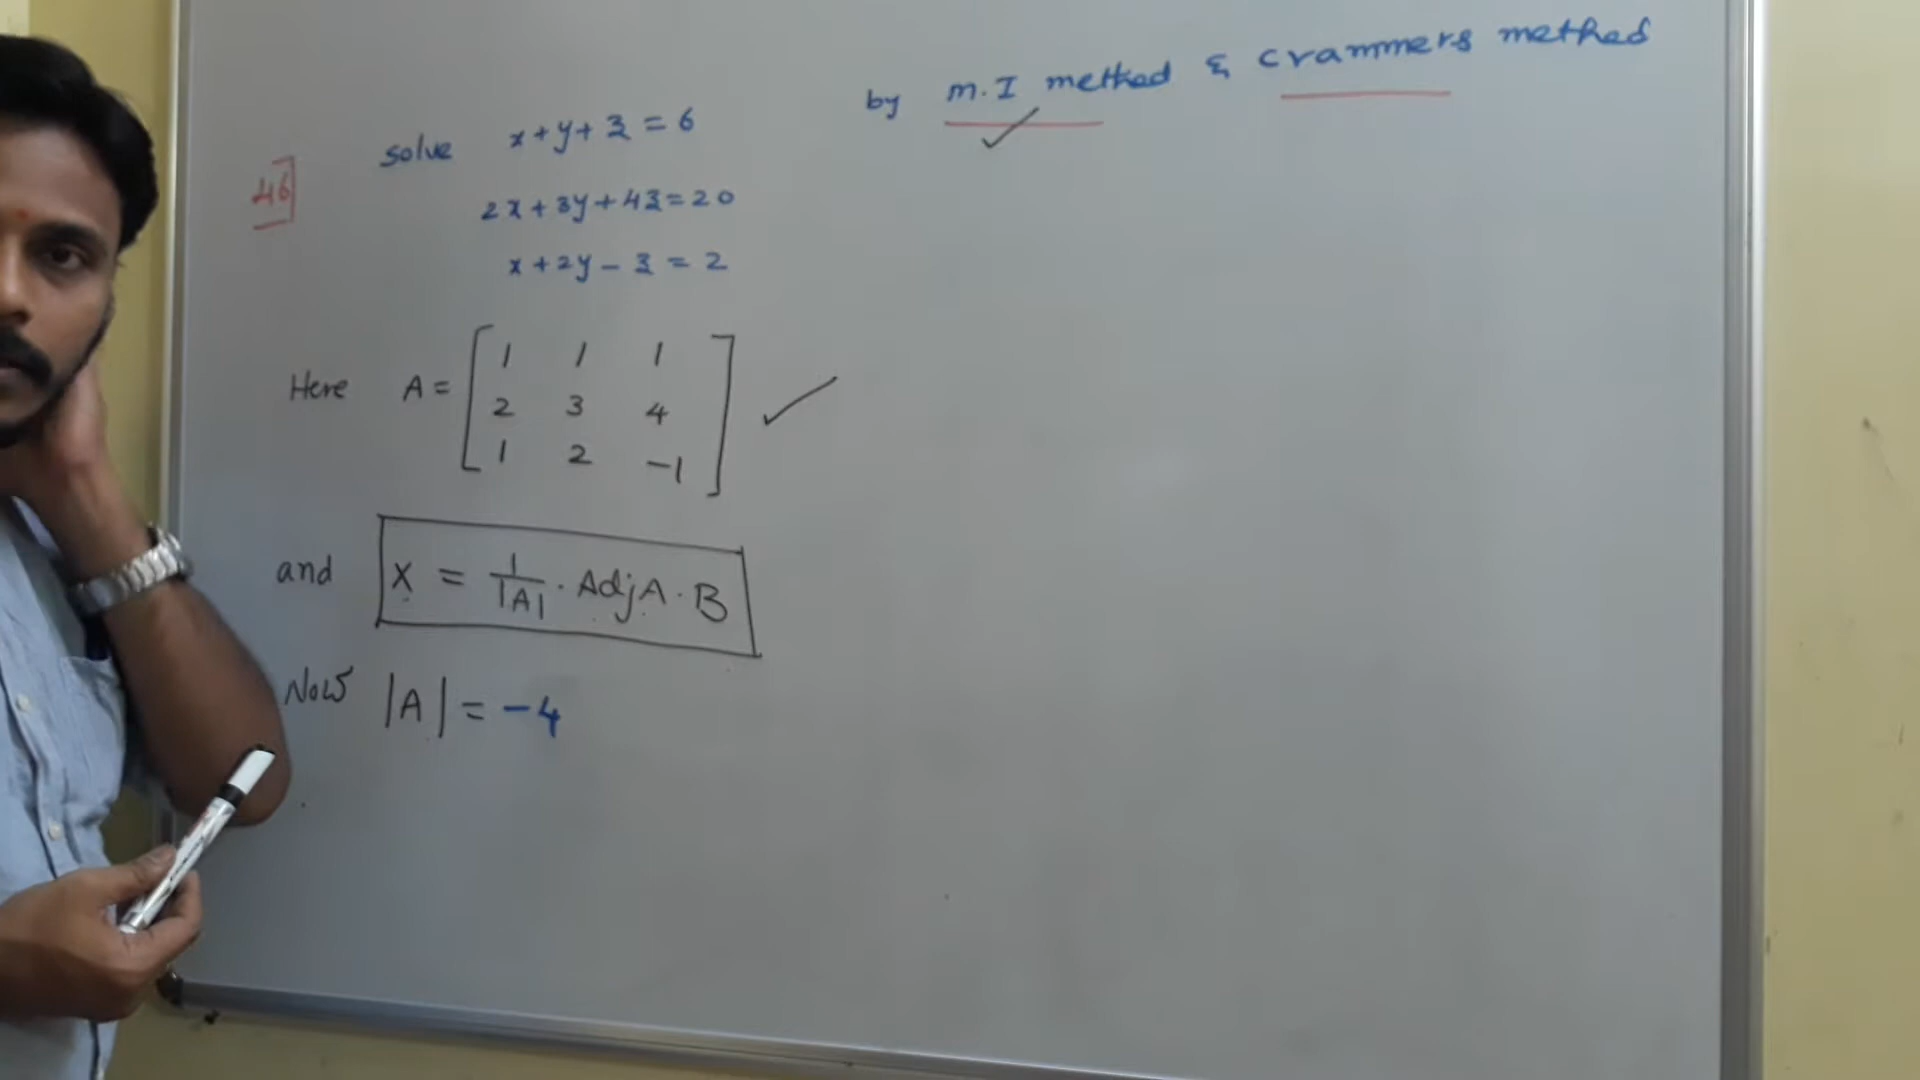 by m.I method & crammers method
46] solve x+y+z = 6
2x+3y+4z=20
x+2y-z = 2
Here A = [ 1 1 1
2 3 4
1 2 -1 ] ✓
and X = 1/|A| . AdjA . B
Now |A| = -4